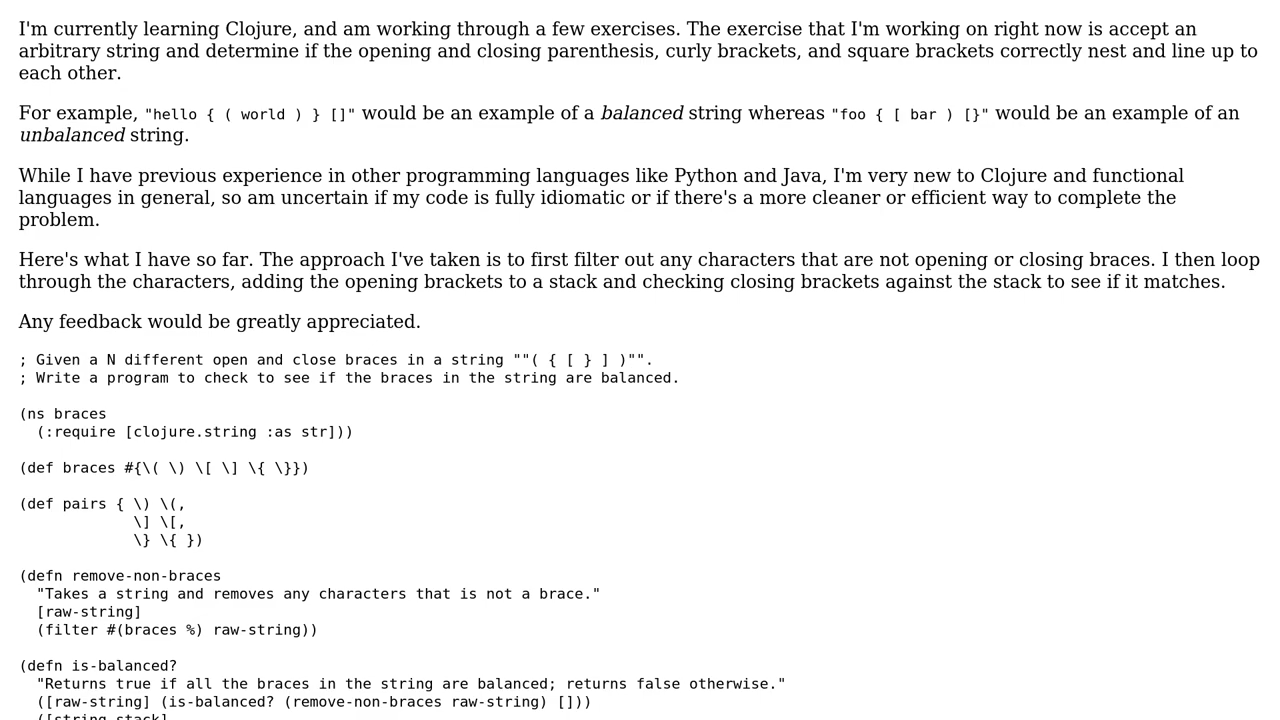 I'm currently learning Clojure, and am working through a few exercises. The exercise that I'm working on right now is accept an
arbitrary string and determine if the opening and closing parenthesis, curly brackets, and square brackets correctly nest and line up to
each other.
For example, "hello { ( world ) } []" would be an example of a balanced string whereas "foo { [ bar ) [}" would be an example of an
unbalanced string.
While I have previous experience in other programming languages like Python and Java, I'm very new to Clojure and functional
languages in general, so am uncertain if my code is fully idiomatic or if there's a more cleaner or efficient way to complete the
problem.
Here's what I have so far. The approach I've taken is to first filter out any characters that are not opening or closing braces. I then loop
through the characters, adding the opening brackets to a stack and checking closing brackets against the stack to see if it matches.
Any feedback would be greatly appreciated.
; Given a N different open and close braces in a string ""( { [ } ] )"".
; Write a program to check to see if the braces in the string are balanced.
(ns braces
  (:require [clojure.string :as str]))
(def braces #{\( \) \[ \] \{ \}})
(def pairs { \) \(,
             \] \[,
             \} \{ })
(defn remove-non-braces
  "Takes a string and removes any characters that is not a brace."
  [raw-string]
  (filter #(braces %) raw-string))
(defn is-balanced?
  "Returns true if all the braces in the string are balanced; returns false otherwise."
  ([raw-string] (is-balanced? (remove-non-braces raw-string) []))
  ([string stack]